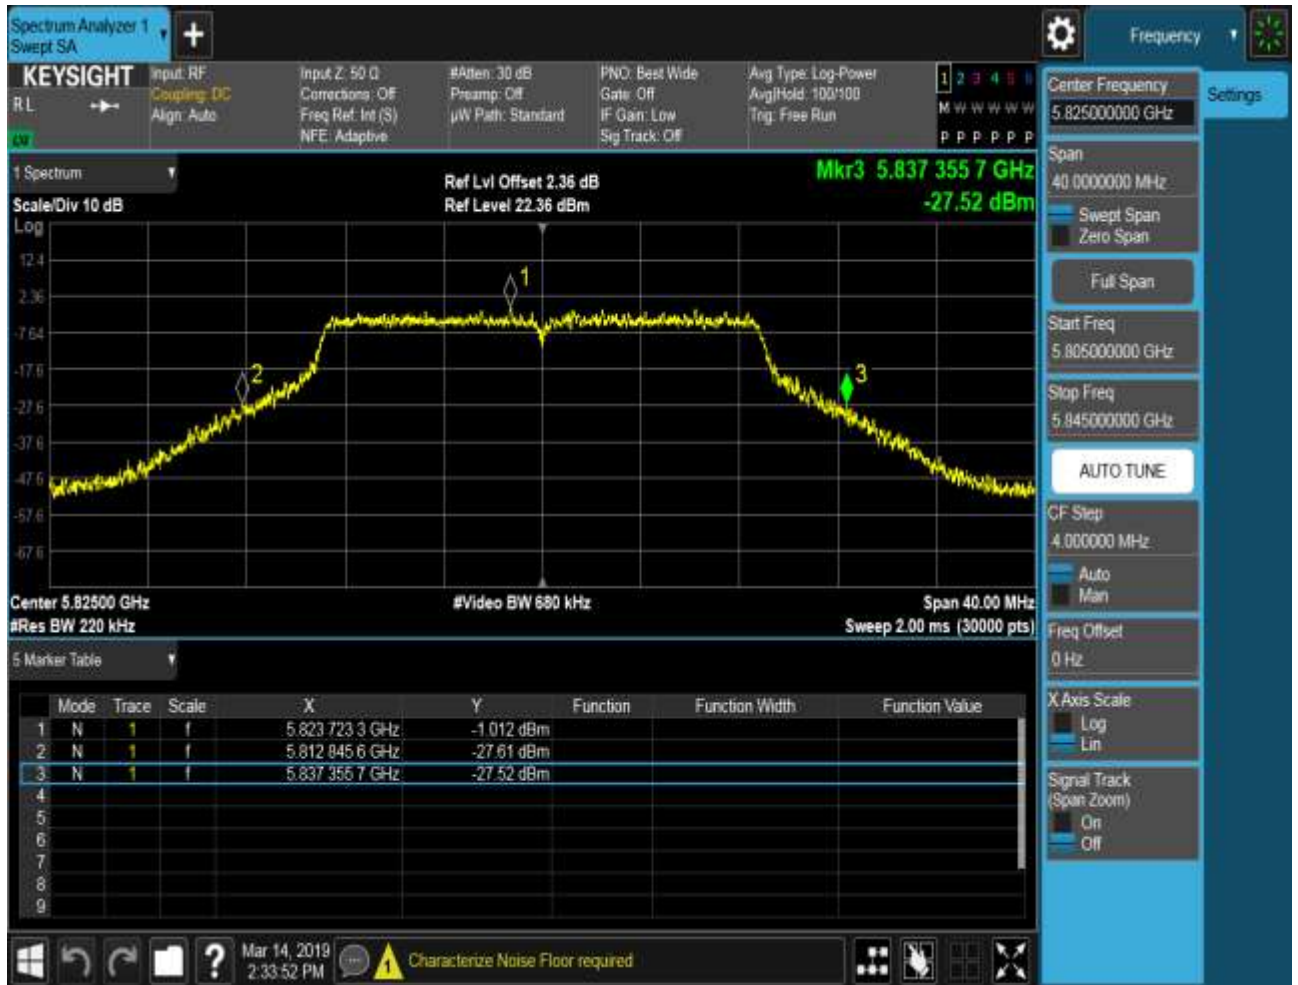 Spectrum Analyzer 1
Swept SA
+
Frequency
KEYSIGHT
RL
Input: RF
Coupling: DC
Align: Auto
Input Z: 50 Ω
Corrections: Off
Freq Ref: Int (S)
NFE: Adaptive
#Atten: 30 dB
Preamp: Off
µW Path: Standard
PNO: Best Wide
Gate: Off
IF Gain: Low
Sig Track: Off
Avg Type: Log-Power
Avg|Hold: 100/100
Trig: Free Run
1 2 3 4 5 6
M W W W W W
P P P P P P
1 Spectrum
Scale/Div 10 dB
Ref Lvl Offset 2.36 dB
Ref Level 22.36 dBm
Mkr3 5.837 355 7 GHz
-27.52 dBm
Log
12.4
2.36
-7.64
-17.6
-27.6
-37.6
-47.6
-57.6
-67.6
1
2
3
Center 5.82500 GHz
#Video BW 680 kHz
Span 40.00 MHz
#Res BW 220 kHz
Sweep 2.00 ms (30000 pts)
5 Marker Table
Mode Trace Scale X Y Function Function Width Function Value
1 N 1 f 5.823 723 3 GHz -1.012 dBm
2 N 1 f 5.812 845 6 GHz -27.61 dBm
3 N 1 f 5.837 355 7 GHz -27.52 dBm
4
5
6
7
8
9
Center Frequency
5.825000000 GHz
Settings
Span
40.0000000 MHz
Swept Span
Zero Span
Full Span
Start Freq
5.805000000 GHz
Stop Freq
5.845000000 GHz
AUTO TUNE
CF Step
4.000000 MHz
Auto
Man
Freq Offset
0 Hz
X Axis Scale
Log
Lin
Signal Track
(Span Zoom)
On
Off
?
Mar 14, 2019
2:33:52 PM
1
Characterize Noise Floor required